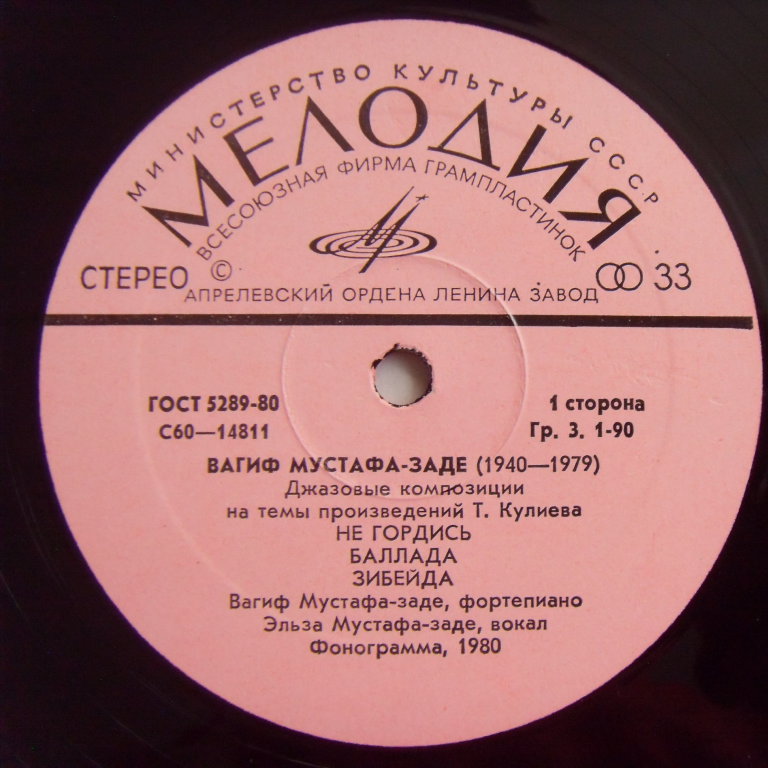 МИНИСТЕРСТВО КУЛЬТУРЫ СССР
МЕЛОДИЯ
ВСЕСОЮЗНАЯ ФИРМА ГРАМПЛАСТИНОК
СТЕРЕО © 33
АПРЕЛЕВСКИЙ ОРДЕНА ЛЕНИНА ЗАВОД
ГОСТ 5289-80 1 сторона
С60—14811 Гр. 3. 1-90
ВАГИФ МУСТАФА-ЗАДЕ (1940—1979)
Джазовые композиции
на темы произведений Т. Кулиева
НЕ ГОРДИСЬ
БАЛЛАДА
ЗИБЕЙДА
Вагиф Мустафа-заде, фортепиано
Эльза Мустафа-заде, вокал
Фонограмма, 1980